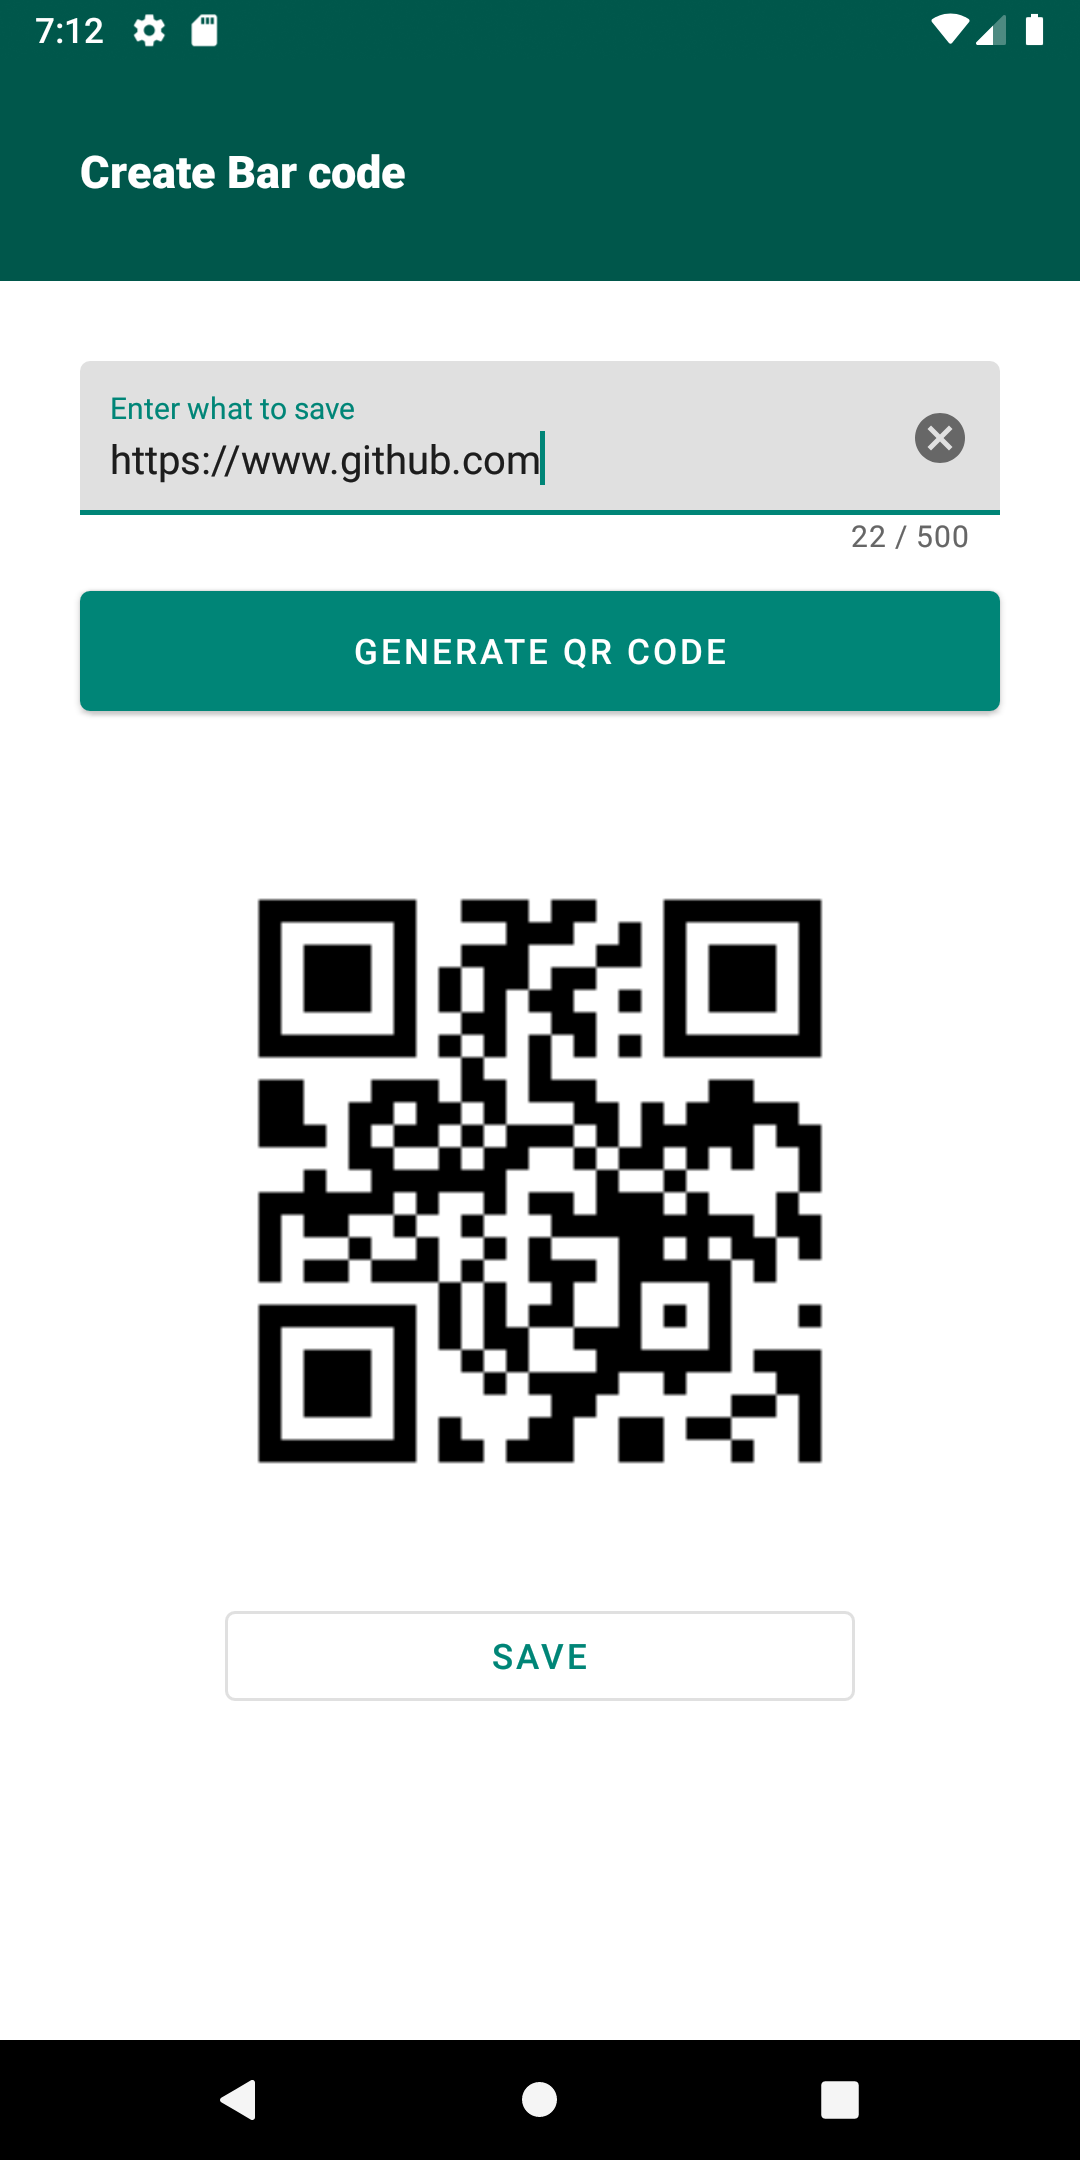 7:12
Create Bar code
Enter what to save
https://www.github.com
22 / 500
GENERATE QR CODE
SAVE